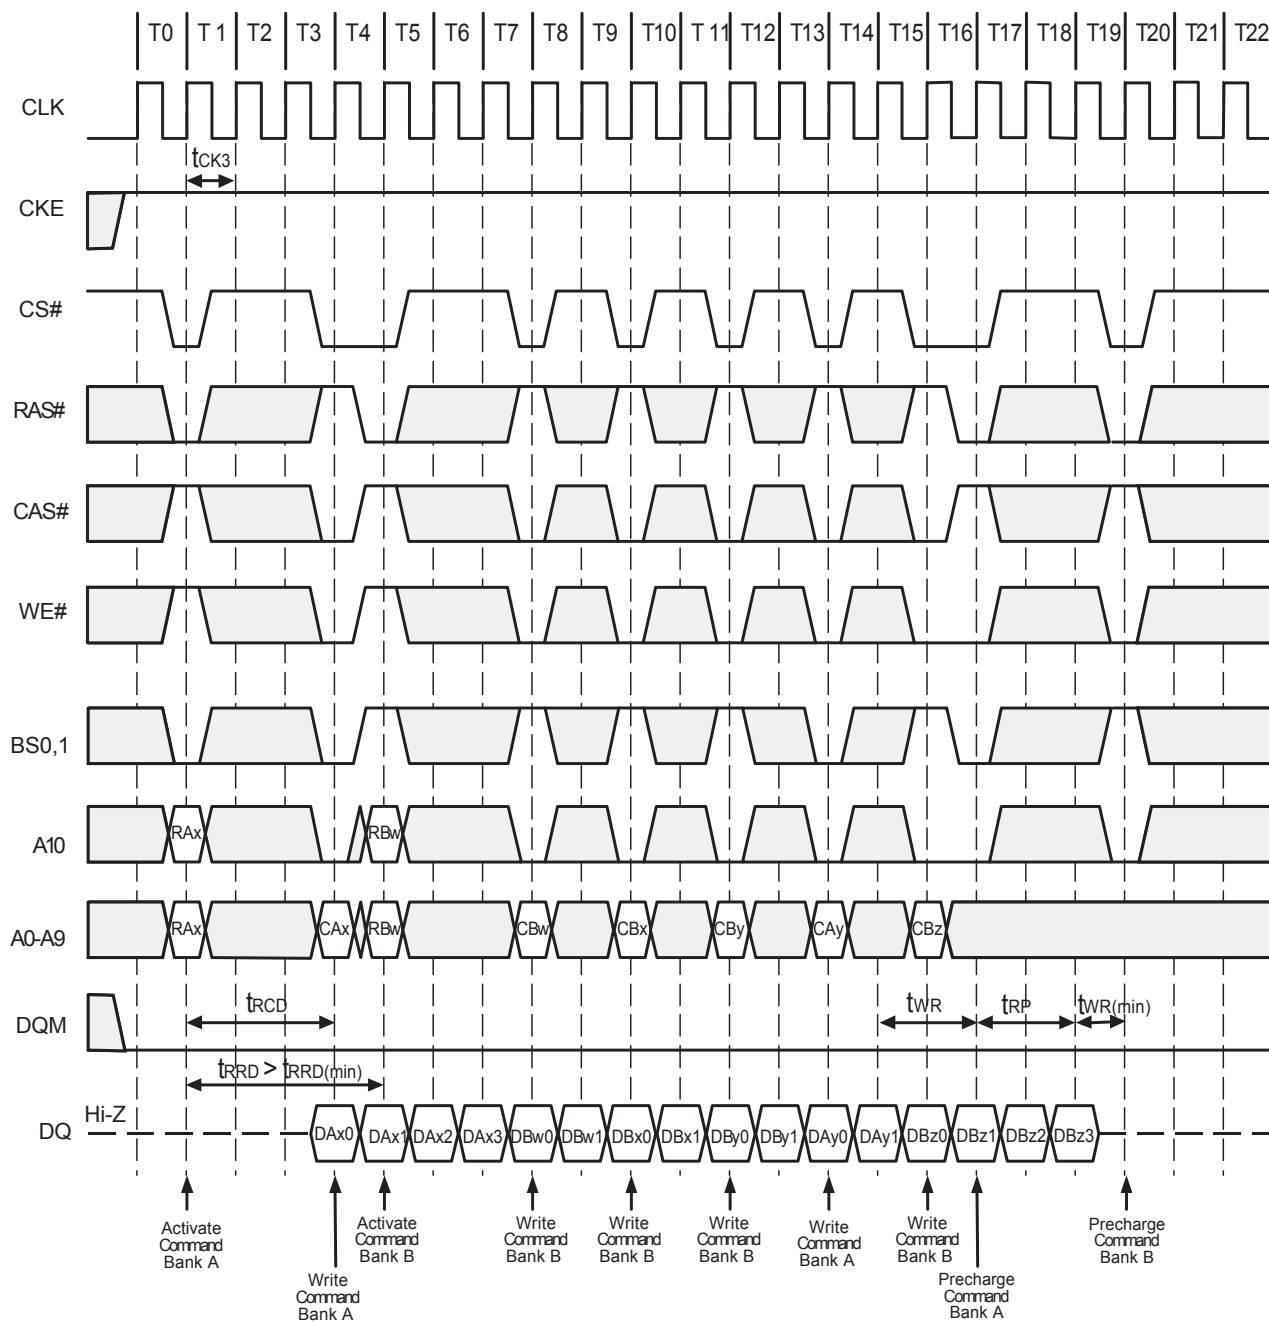 T0 T 1 T2 T3 T4 T5 T6 T7 T8 T9 T10 T 11 T12 T13 T14 T15 T16 T17 T18 T19 T20 T21 T22
CLK
tCK3
CKE
CS#
RAS#
CAS#
WE#
BS0,1
A10
RAx RBw
A0-A9
RAx CAx RBw CBw CBx CBy CAy CBz
DQM
tRCD tWR tRP tWR(min)
tRRD > tRRD(min)
Hi-Z
DQ
DAx0 DAx1 DAx2 DAx3 DBw0 DBw1 DBx0 DBx1 DBy0 DBy1 DAy0 DAy1 DBz0 DBz1 DBz2 DBz3
Activate
Command
Bank A
Write
Command
Bank A
Activate
Command
Bank B
Write
Command
Bank B
Write
Command
Bank B
Write
Command
Bank B
Write
Command
Bank A
Write
Command
Bank B
Precharge
Command
Bank A
Precharge
Command
Bank B